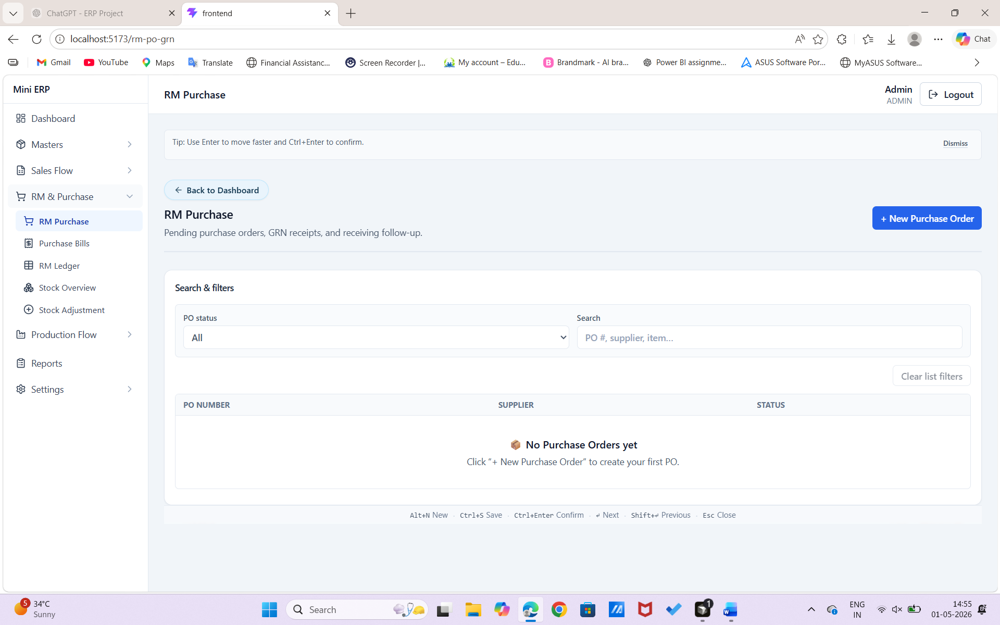 ChatGPT - ERP Project
frontend
localhost:5173/rm-po-grn
Chat
Gmail
YouTube
Maps
Translate
Financial Assistanc...
Screen Recorder |...
My account – Edu...
Brandmark - AI bra...
Power BI assignme...
ASUS Software Por...
MyASUS Software...
Mini ERP
Dashboard
Masters
Sales Flow
RM & Purchase
RM Purchase
Purchase Bills
RM Ledger
Stock Overview
Stock Adjustment
Production Flow
Reports
Settings
RM Purchase
Admin
ADMIN
Logout
Tip: Use Enter to move faster and Ctrl+Enter to confirm.
Dismiss
← Back to Dashboard
RM Purchase
Pending purchase orders, GRN receipts, and receiving follow-up.
+ New Purchase Order
Search & filters
PO status
All
Search
PO #, supplier, item...
Clear list filters
PO NUMBER SUPPLIER STATUS
📦 No Purchase Orders yet
Click “+ New Purchase Order” to create your first PO.
Alt+N New · Ctrl+S Save · Ctrl+Enter Confirm · ↵ Next · Shift+↵ Previous · Esc Close
5
34°C
Sunny
Search
1
ENG
IN
14:55
01-05-2026